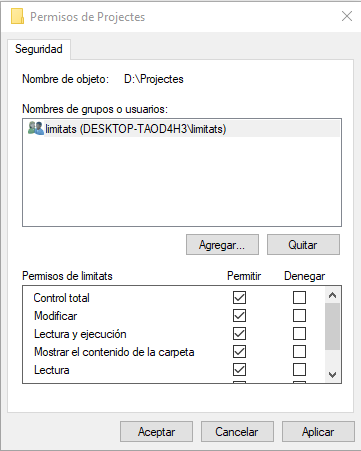 Permisos de Projectes
Seguridad
Nombre de objeto: D:\Projectes
Nombres de grupos o usuarios:
limitats (DESKTOP-TAOD4H3\limitats)
Agregar... Quitar
Permisos de limitats Permitir Denegar
Control total
Modificar
Lectura y ejecución
Mostrar el contenido de la carpeta
Lectura
Aceptar Cancelar Aplicar